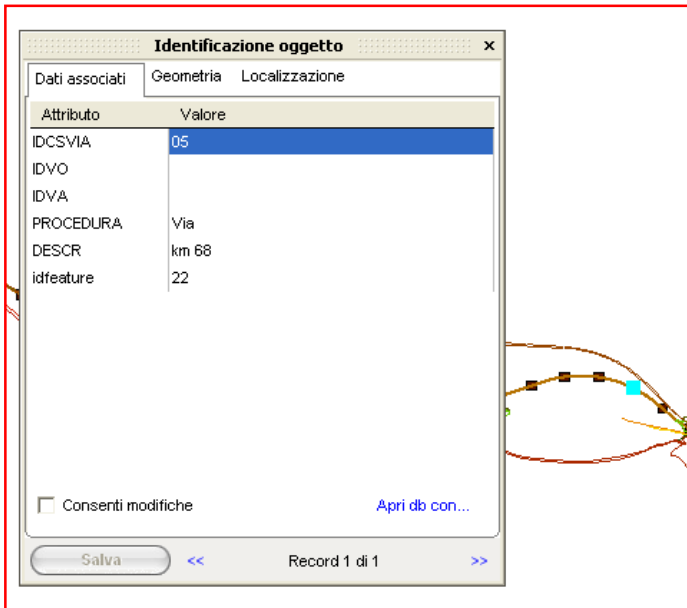 Identificazione oggetto x
Dati associati Geometria Localizzazione
Attributo Valore
IDCSVIA 05
IDVO
IDVA
PROCEDURA Via
DESCR km 68
idfeature 22
Consenti modifiche Apri db con...
Salva << Record 1 di 1 >>